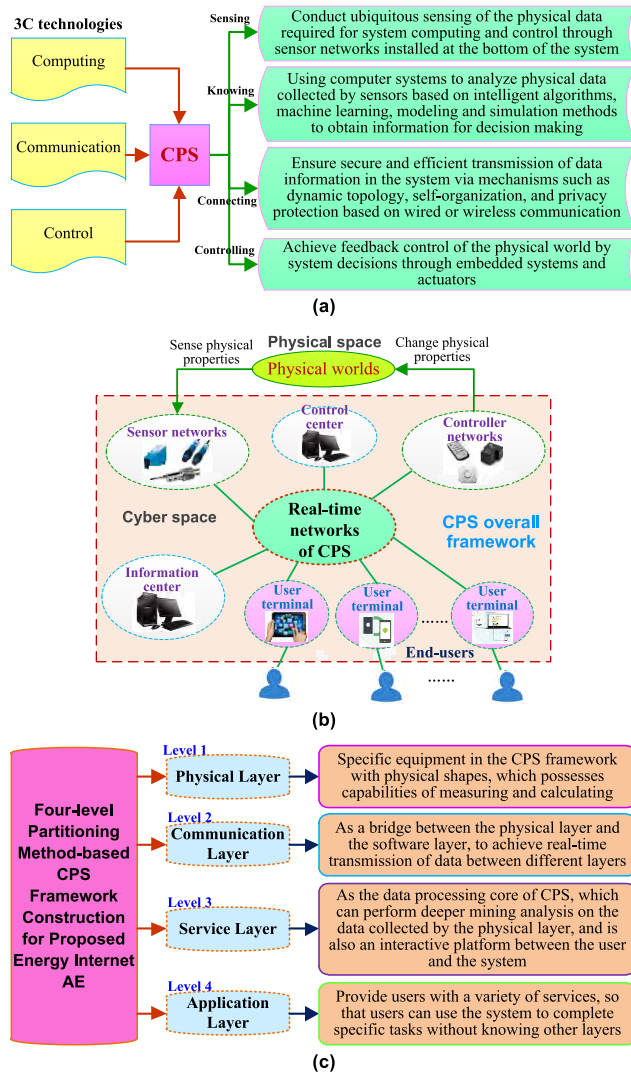 3C technologies
Computing
Communication
Control
CPS
Sensing
Conduct ubiquitous sensing of the physical data
required for system computing and control through
sensor networks installed at the bottom of the system
Knowing
Using computer systems to analyze physical data
collected by sensors based on intelligent algorithms,
machine learning, modeling and simulation methods
to obtain information for decision making
Connecting
Ensure secure and efficient transmission of data
information in the system via mechanisms such as
dynamic topology, self-organization, and privacy
protection based on wired or wireless communication
Controlling
Achieve feedback control of the physical world by
system decisions through embedded systems and
actuators
(a)
Physical space
Sense physical
properties
Physical worlds
Change physical
properties
Sensor networks
Control
center
Controller
networks
Cyber space
Real-time
networks
of CPS
CPS overall
framework
Information
center
User
terminal
User
terminal
......
User
terminal
End-users
......
(b)
Four-level
Partitioning
Method-based
CPS
Framework
Construction
for Proposed
Energy Internet
AE
Level 1
Physical Layer
Specific equipment in the CPS framework
with physical shapes, which possesses
capabilities of measuring and calculating
Level 2
Communication
Layer
As a bridge between the physical layer and
the software layer, to achieve real-time
transmission of data between different layers
Level 3
Service Layer
As the data processing core of CPS, which
can perform deeper mining analysis on the
data collected by the physical layer, and is
also an interactive platform between the user
and the system
Level 4
Application
Layer
Provide users with a variety of services, so
that users can use the system to complete
specific tasks without knowing other layers
(c)